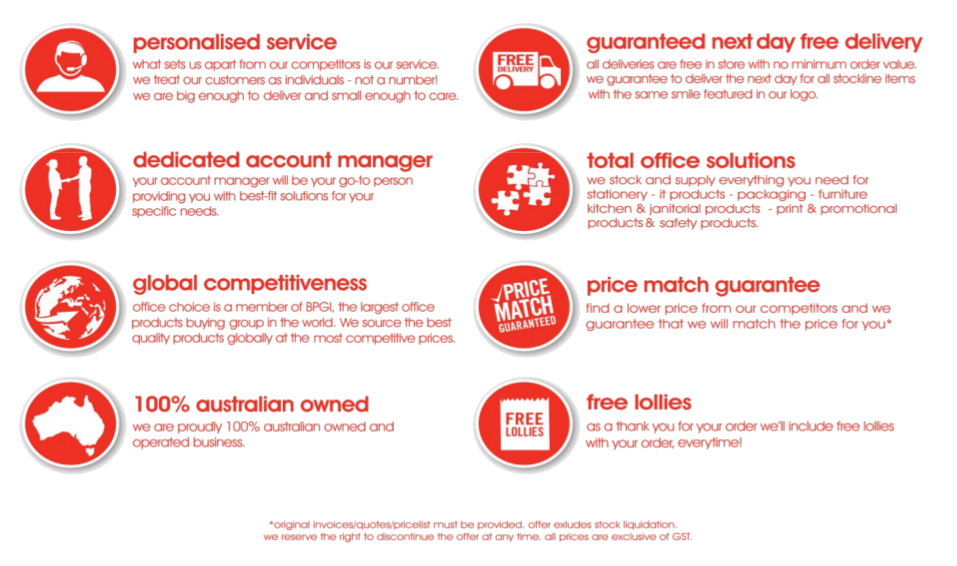 personalised service
what sets us apart from our competitors is our service.
we treat our customers as individuals - not a number!
we are big enough to deliver and small enough to care.
FREE
DELIVERY
guaranteed next day free delivery
all deliveries are free in store with no minimum order value.
we guarantee to deliver the next day for all stockline items
with the same smile featured in our logo.
dedicated account manager
your account manager will be your go-to person
providing you with best-fit solutions for your
specific needs.
total office solutions
we stock and supply everything you need for
stationery - it products - packaging - furniture
kitchen & janitorial products - print & promotional
products & safety products.
global competitiveness
office choice is a member of BPGI, the largest office
products buying group in the world. We source the best
quality products globally at the most competitive prices.
PRICE
MATCH
GUARANTEED
price match guarantee
find a lower price from our competitors and we
guarantee that we will match the price for you*
100% australian owned
we are proudly 100% australian owned and
operated business.
FREE
LOLLIES
free lollies
as a thank you for your order we'll include free lollies
with your order, everytime!
*original invoices/quotes/pricelist must be provided. offer exludes stock liquidation.
we reserve the right to discontinue the offer at any time. all prices are exclusive of GST.